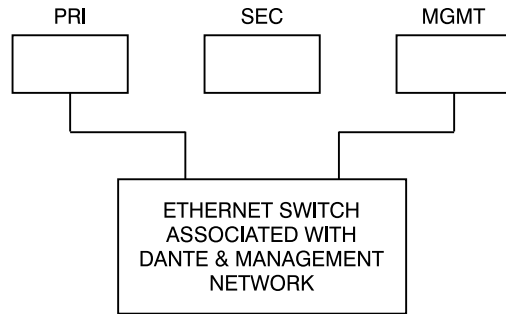 PRI SEC MGMT
ETHERNET SWITCH
ASSOCIATED WITH
DANTE & MANAGEMENT
NETWORK